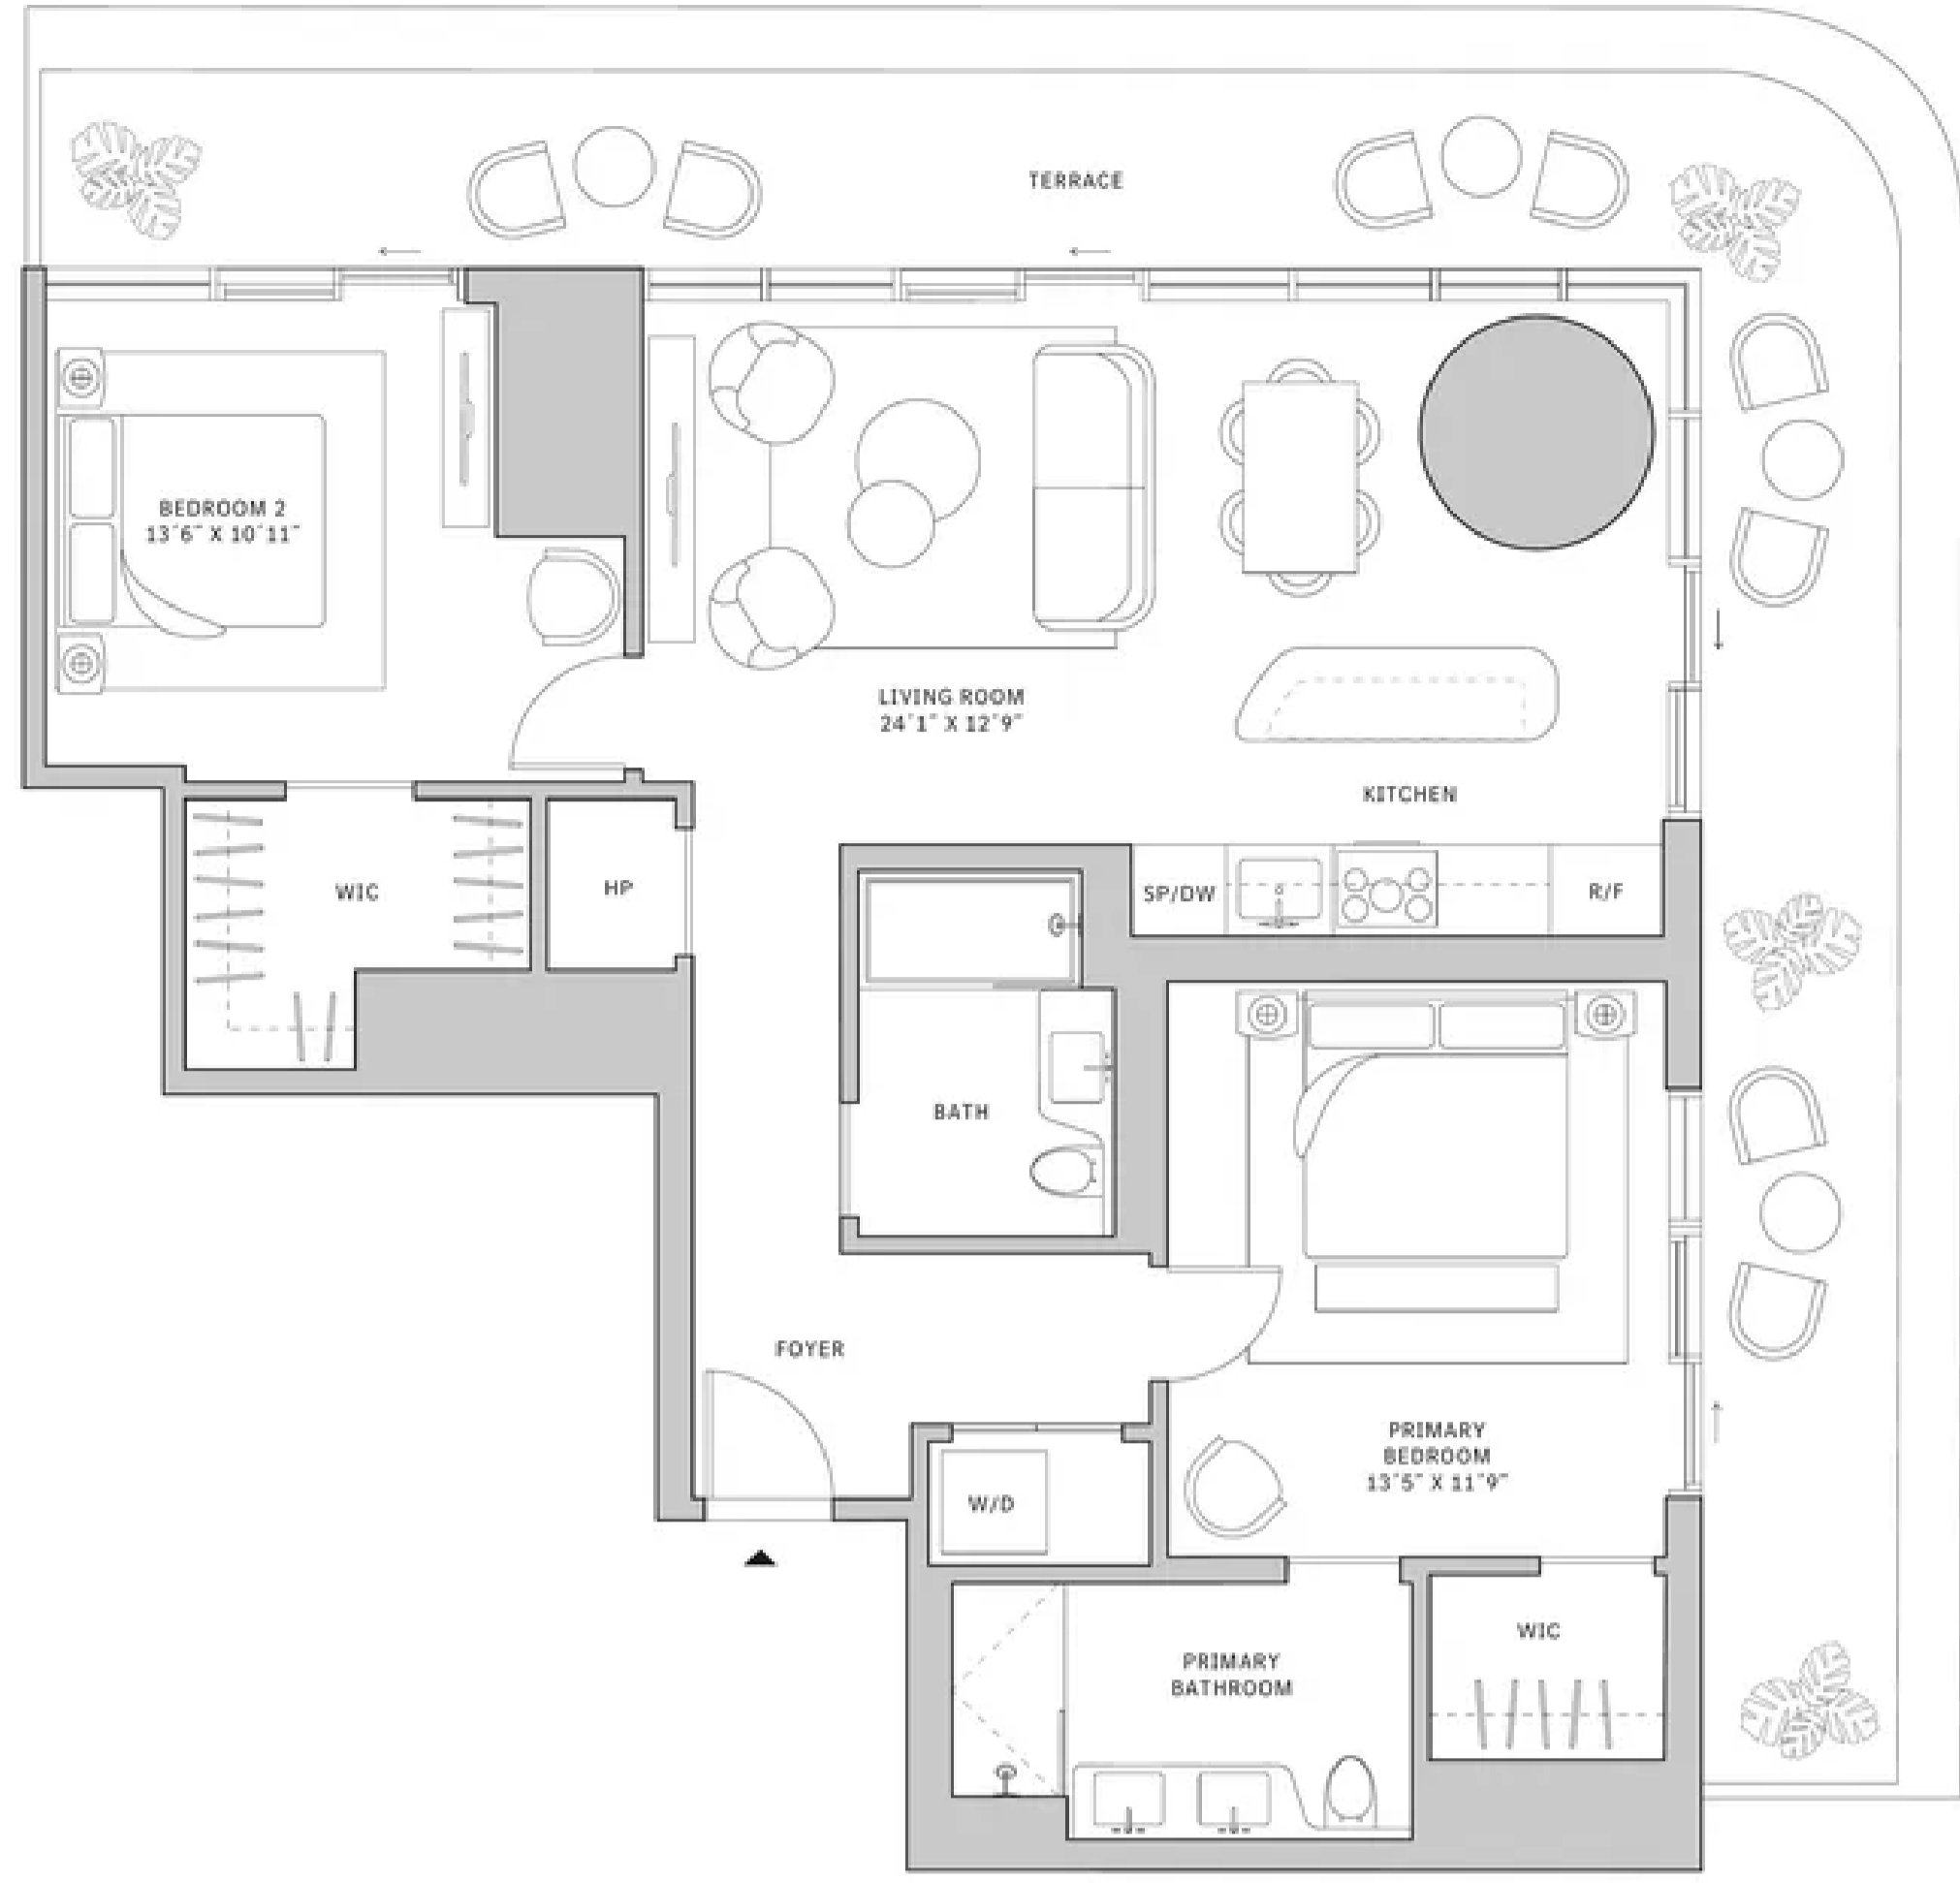 TERRACE
BEDROOM 2
13´6˝ X 10´11˝
LIVING ROOM
24´1˝ X 12´9˝
KITCHEN
WIC
HP
SP/DW
R/F
BATH
FOYER
PRIMARY
BEDROOM
13´5˝ X 11´9˝
W/D
WIC
PRIMARY
BATHROOM